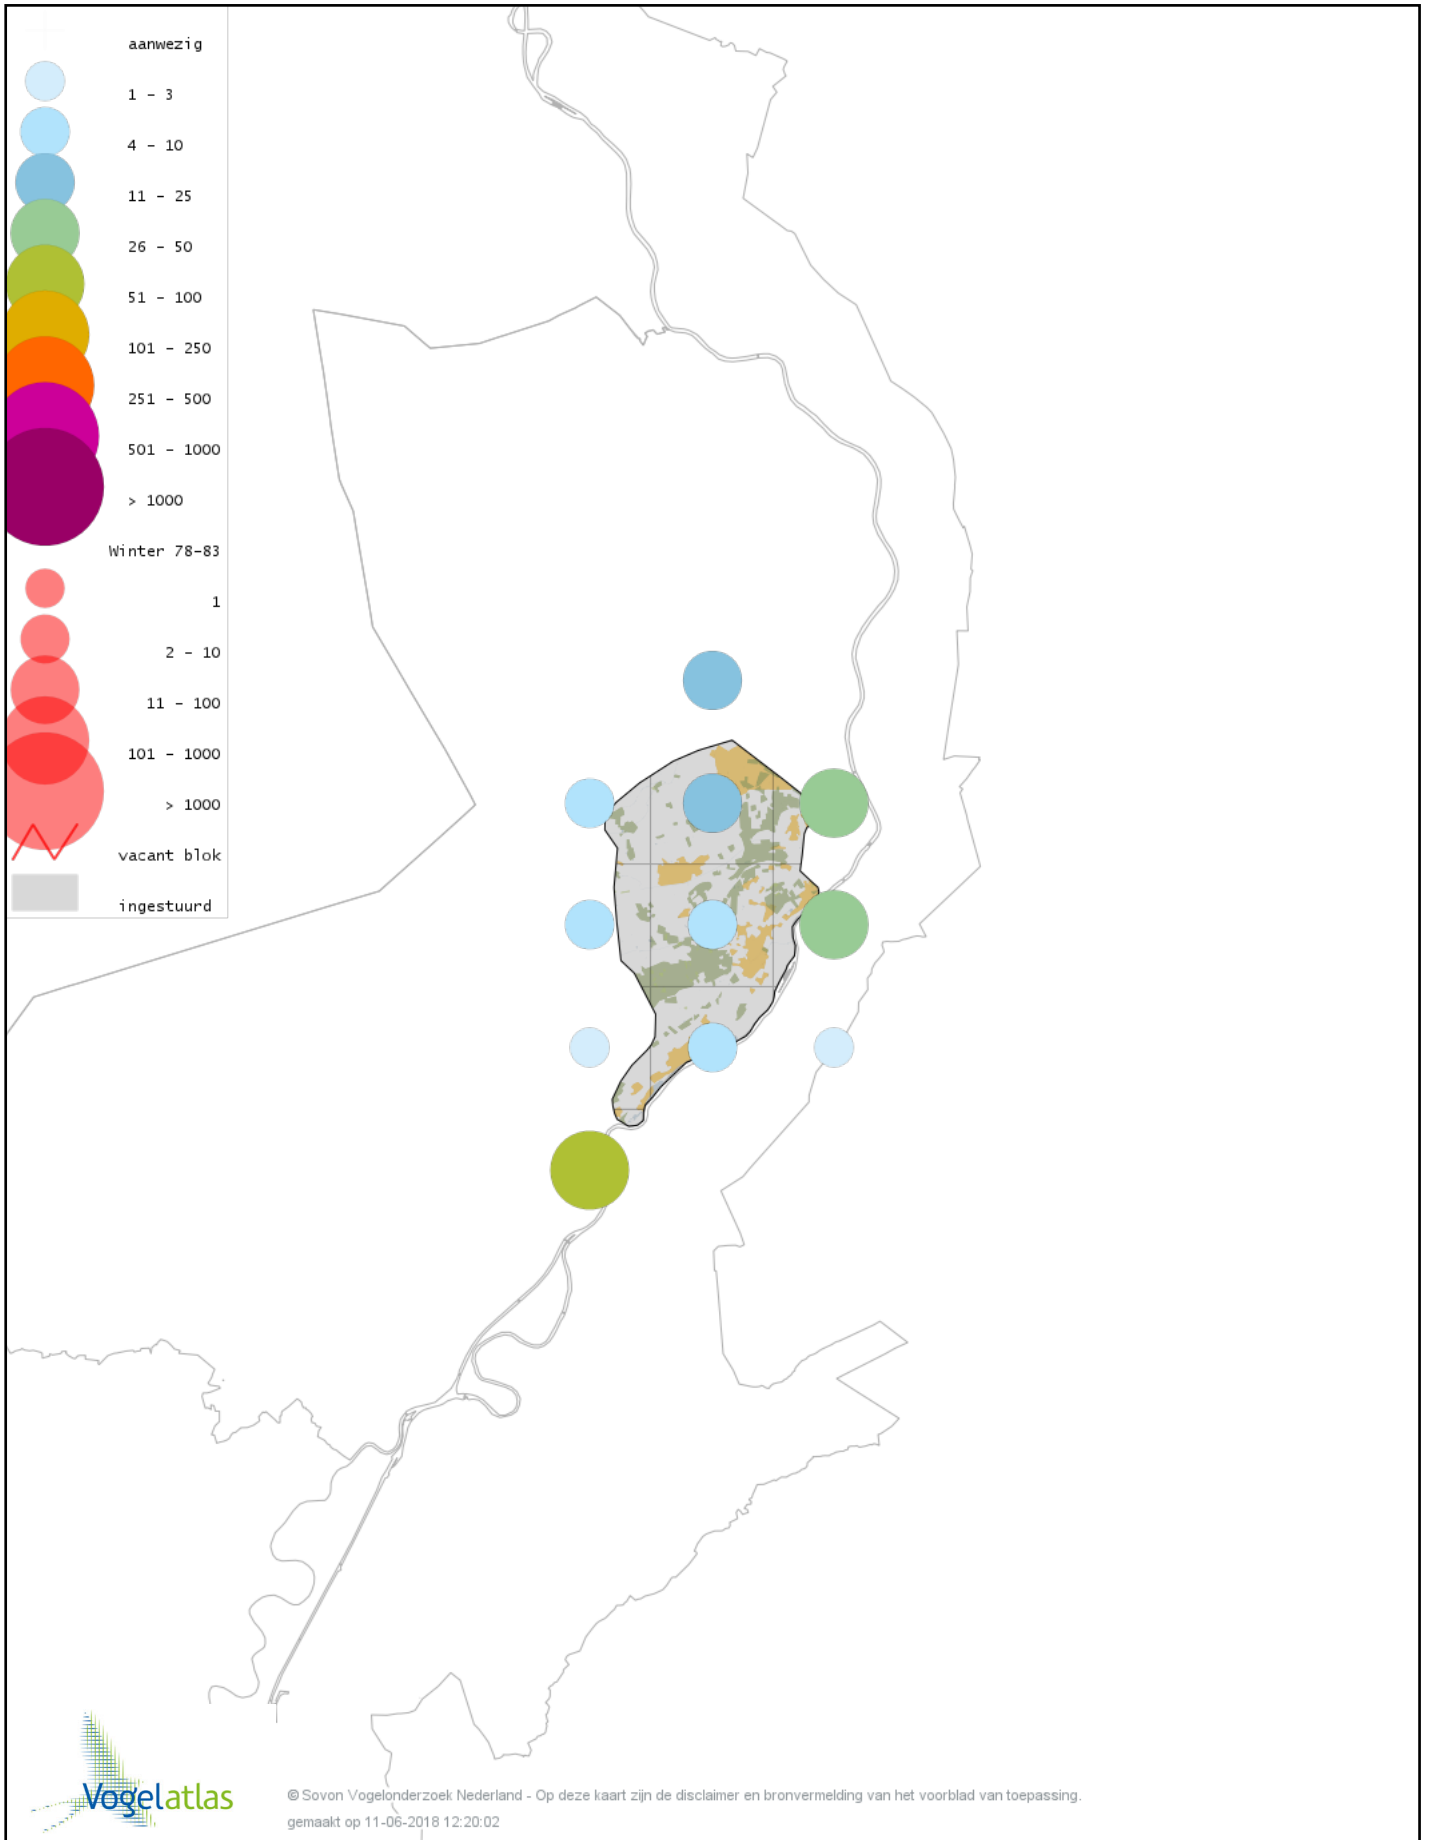 aanwezig
1 - 3
4 - 10
11 - 25
26 - 50
51 - 100
101 - 250
251 - 500
501 - 1000
> 1000
Winter 78-83
1
2 - 10
11 - 100
101 - 1000
> 1000
vacant blok
ingestuurd
Vogelatlas
© Sovon Vogelonderzoek Nederland - Op deze kaart zijn de disclaimer en bronvermelding van het voorblad van toepassing.
gemaakt op 11-06-2018 12:20:02